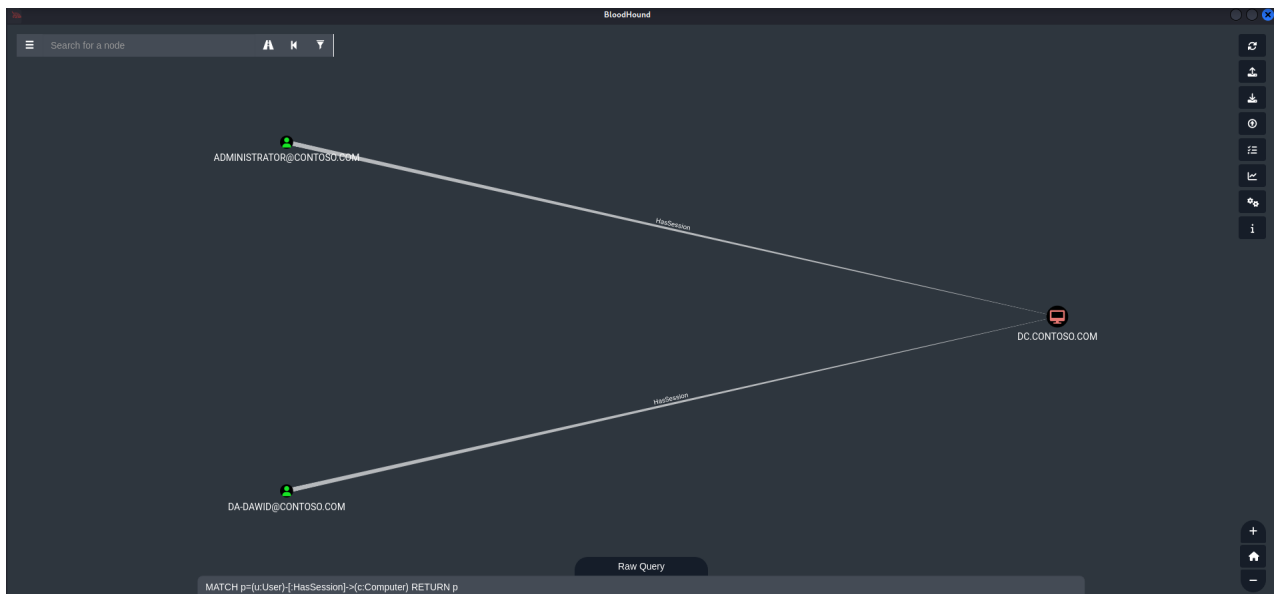 BloodHound
Search for a node
ADMINISTRATOR@CONTOSO.COM
HasSession
DC.CONTOSO.COM
HasSession
DA-DAWID@CONTOSO.COM
Raw Query
MATCH p=(u:User)-[:HasSession]->(c:Computer) RETURN p